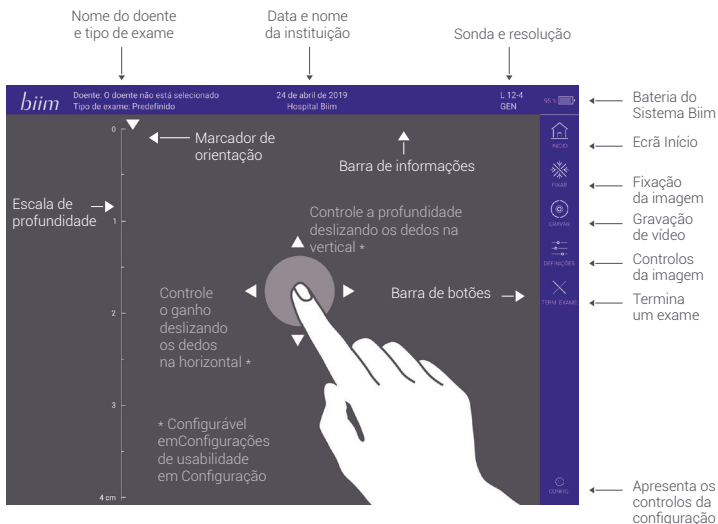 Nome do doente
e tipo de exame
Data e nome
da instituição
Sonda e resolução
biim
Doente: O doente não está selecionado
Tipo de exame: Predefinido
24 de abril de 2019
Hospital Biim
L 12-4
GEN
95 %
Bateria do
Sistema Biim
0
Marcador de
orientação
Barra de informações
INÍCIO
Ecrã Início
FIXAR
Fixação
da imagem
Escala de
profundidade
1
Controle a profundidade
deslizando os dedos na
vertical *
GRAVAR
Gravação
de vídeo
DEFINIÇÕES
Controlos
da imagem
Controle
o ganho
deslizando
os dedos
na horizontal *
Barra de botões
TERM. EXAME
Termina
um exame
2
3
* Configurável
emConfigurações
de usabilidade
em Configuração
4 cm
CONFIG.
Apresenta os
controlos da
configuração